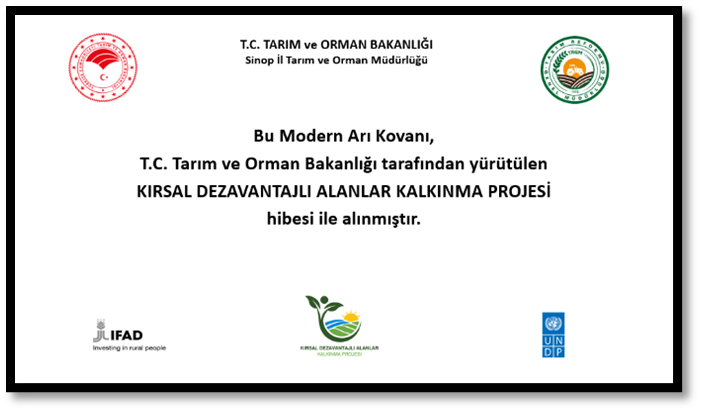 T.C. TARIM ve ORMAN BAKANLIĞI
Sinop İl Tarım ve Orman Müdürlüğü
Bu Modern Arı Kovanı,
T.C. Tarım ve Orman Bakanlığı tarafından yürütülen
KIRSAL DEZAVANTAJLI ALANLAR KALKINMA PROJESİ
hibesi ile alınmıştır.
IFAD
Investing in rural people
KIRSAL DEZAVANTAJLI ALANLAR
KALKINMA PROJESİ
U N
D P